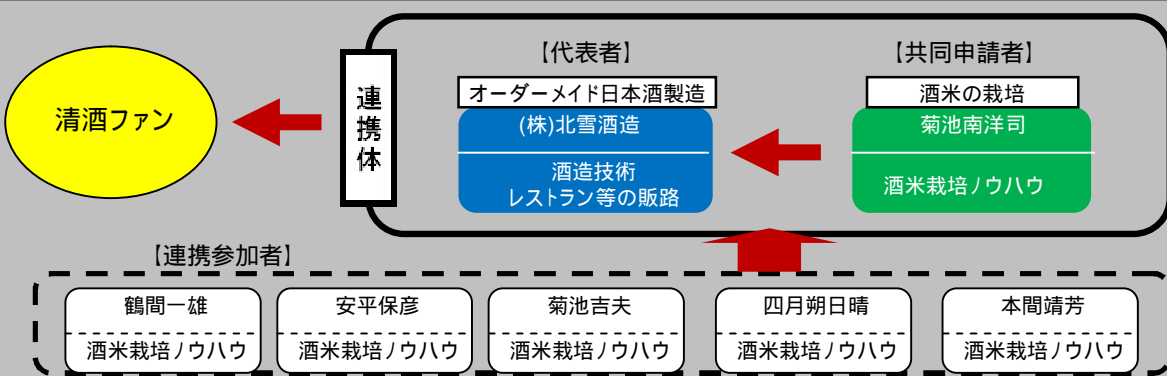 【代表者】
【共同申請者】
清酒ファン
連携体
オーダーメイド日本酒製造
(株)北雪酒造
酒造技術
レストラン等の販路
酒米の栽培
菊池南洋司
酒米栽培ノウハウ
【連携参加者】
鶴間一雄
酒米栽培ノウハウ
安平保彦
酒米栽培ノウハウ
菊池吉夫
酒米栽培ノウハウ
四月朔日晴
酒米栽培ノウハウ
本間靖芳
酒米栽培ノウハウ